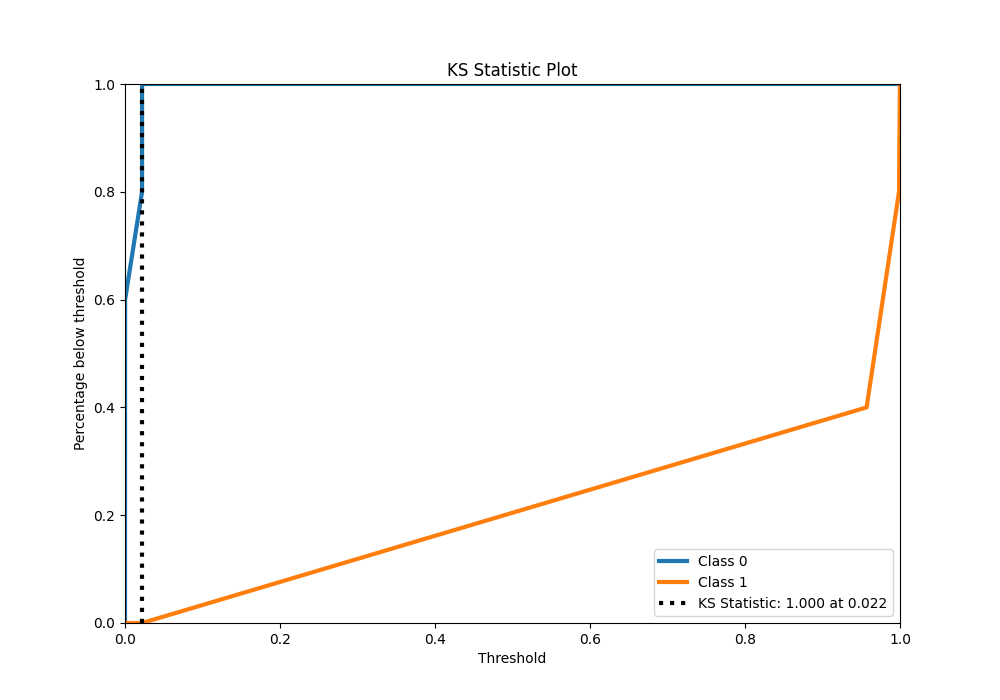 KS Statistic Plot
1.0
0.8
0.6
0.4
0.2
0.0
Percentage below threshold
0.0 0.2 0.4 0.6 0.8 1.0
Threshold
Class 0
Class 1
KS Statistic: 1.000 at 0.022